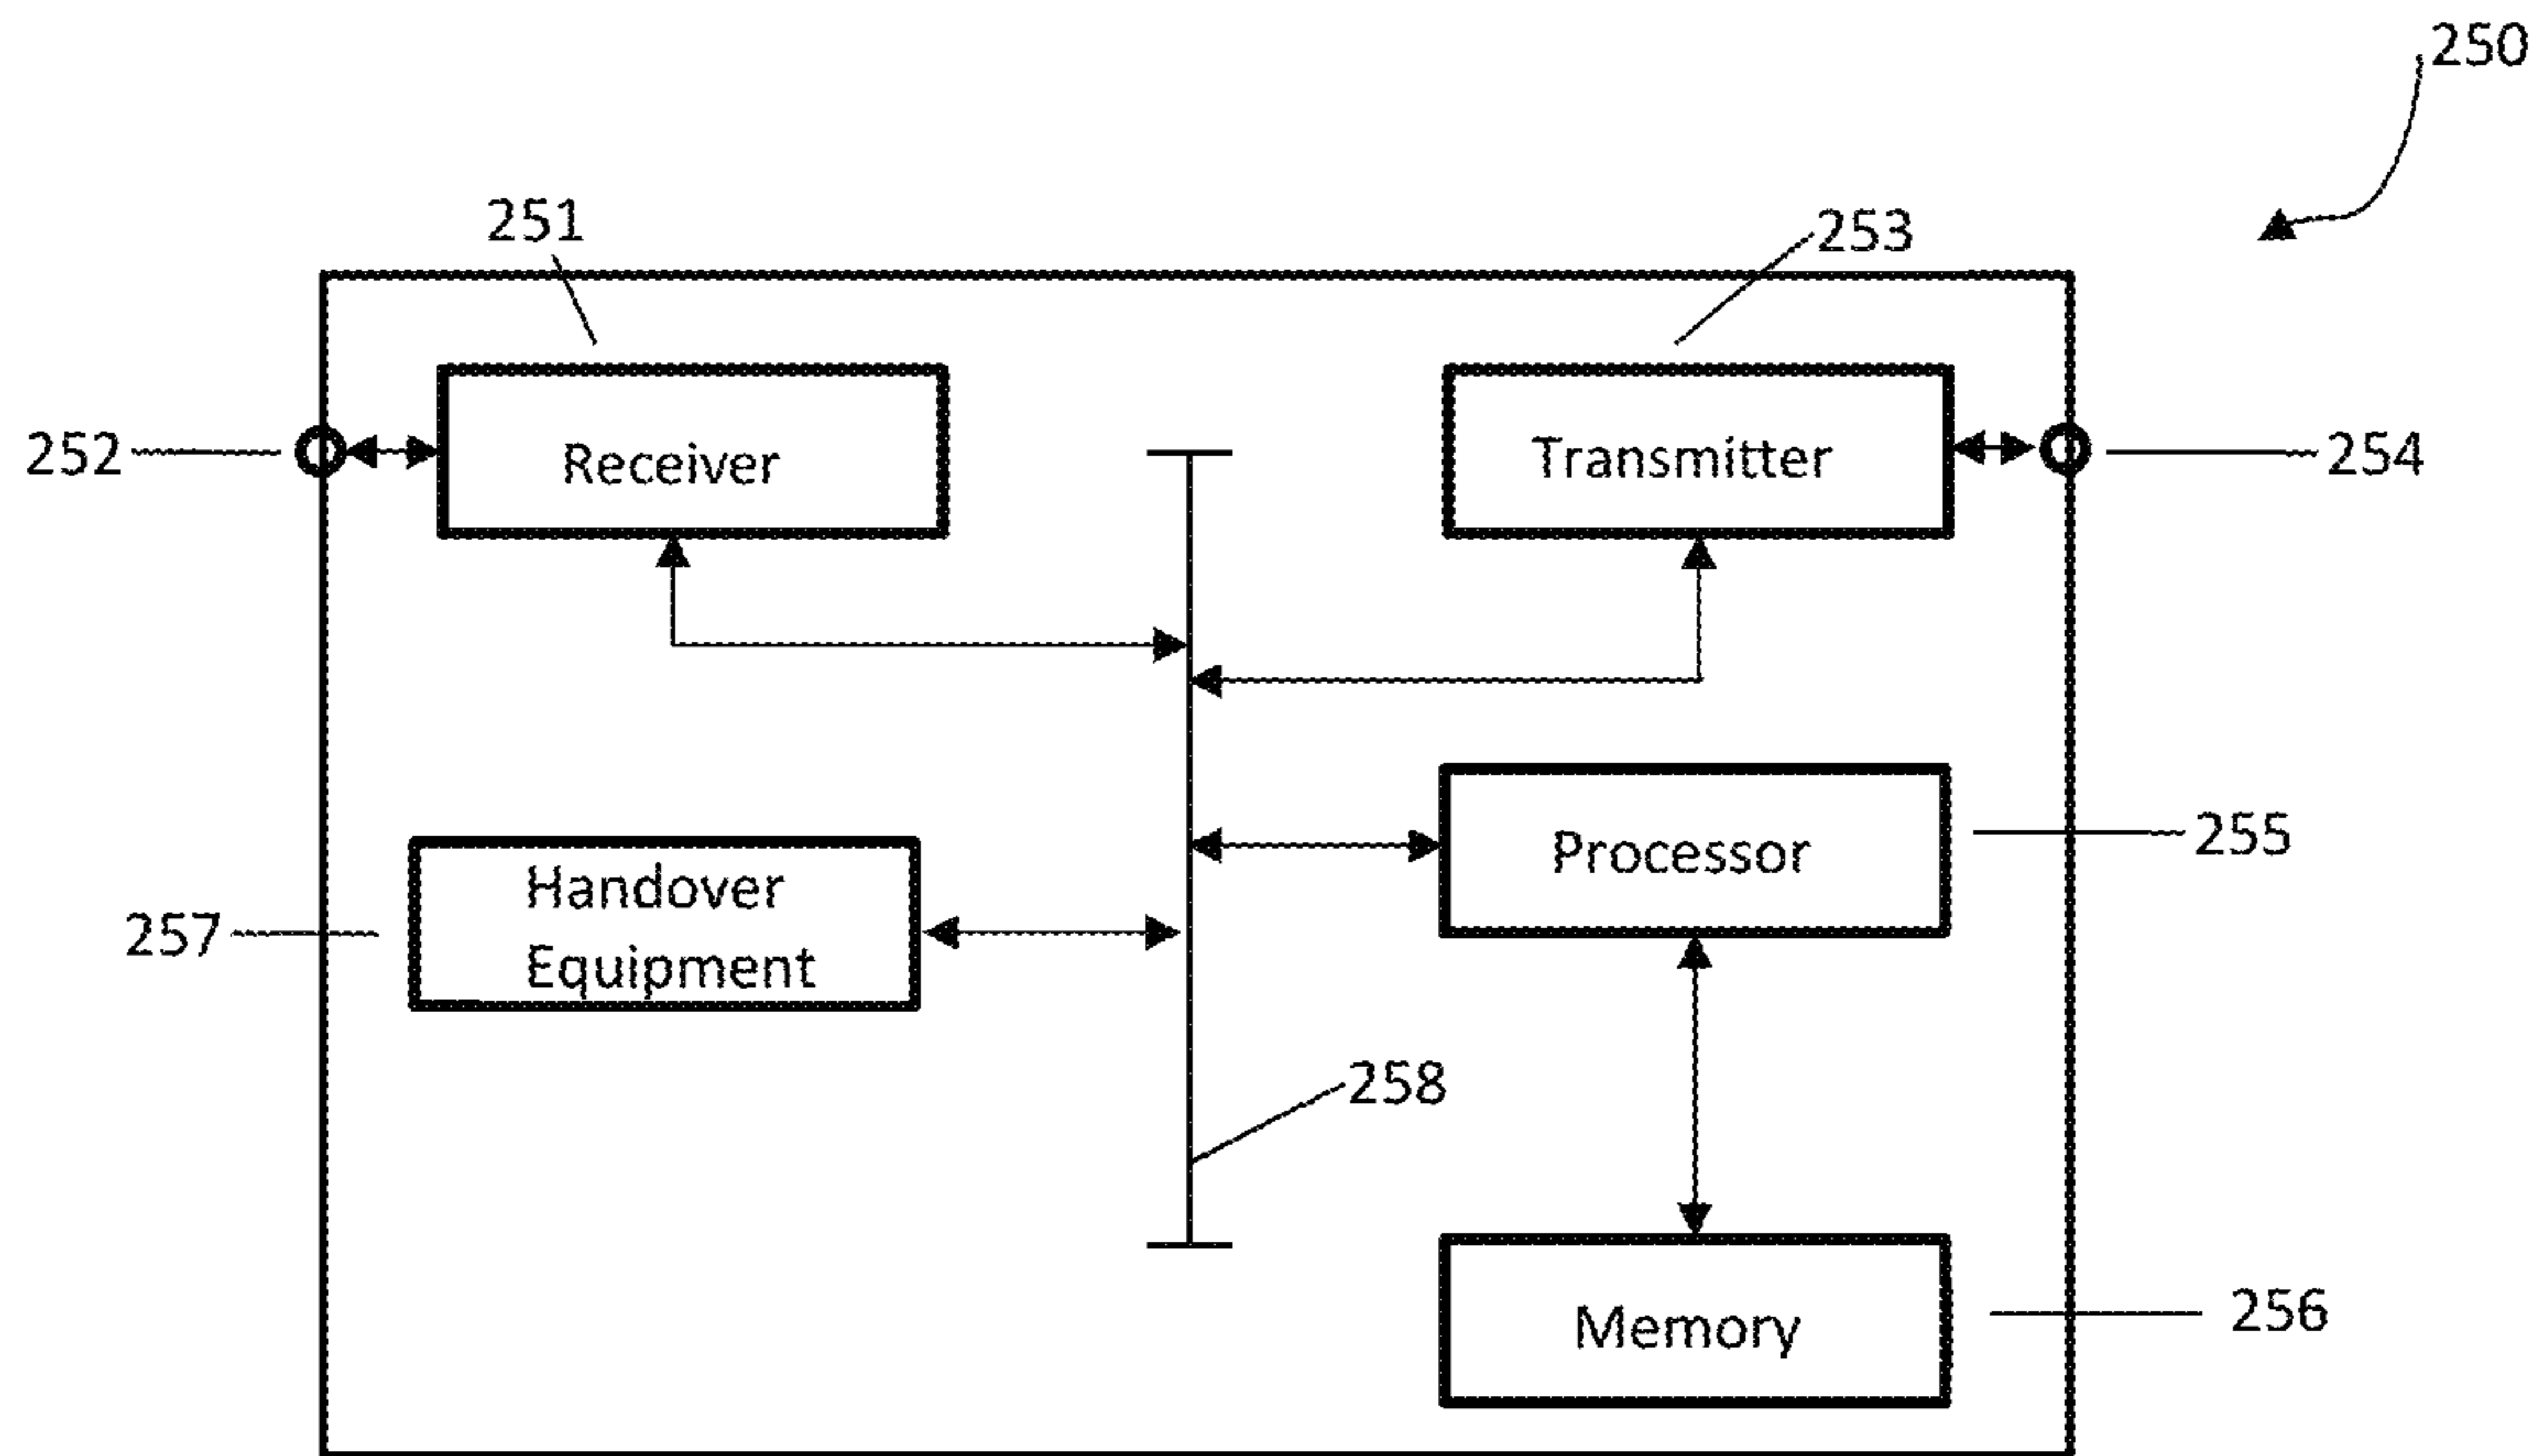 250
251
253
Receiver
Transmitter
252
254
Handover
Equipment
Processor
255
257
258
Memory
256